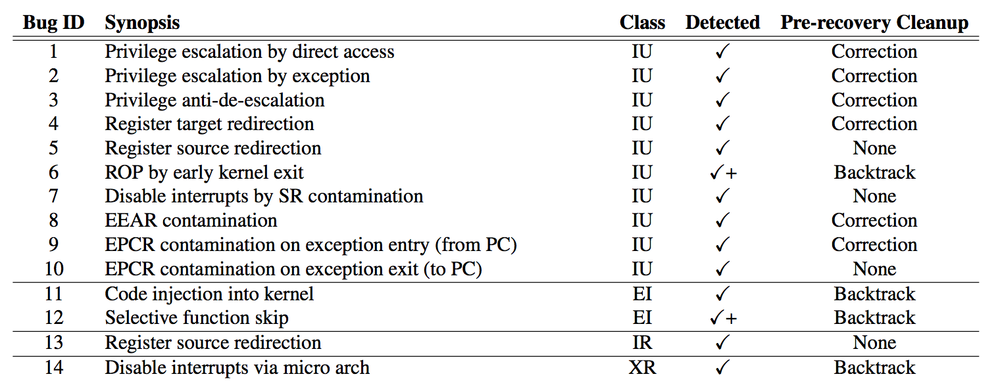 Bug ID Synopsis Class Detected Pre-recovery Cleanup
1 Privilege escalation by direct access IU ✓ Correction
2 Privilege escalation by exception IU ✓ Correction
3 Privilege anti-de-escalation IU ✓ Correction
4 Register target redirection IU ✓ Correction
5 Register source redirection IU ✓ None
6 ROP by early kernel exit IU ✓+ Backtrack
7 Disable interrupts by SR contamination IU ✓ None
8 EEAR contamination IU ✓ Correction
9 EPCR contamination on exception entry (from PC) IU ✓ Correction
10 EPCR contamination on exception exit (to PC) IU ✓ None
11 Code injection into kernel EI ✓ Backtrack
12 Selective function skip EI ✓+ Backtrack
13 Register source redirection IR ✓ None
14 Disable interrupts via micro arch XR ✓ Backtrack